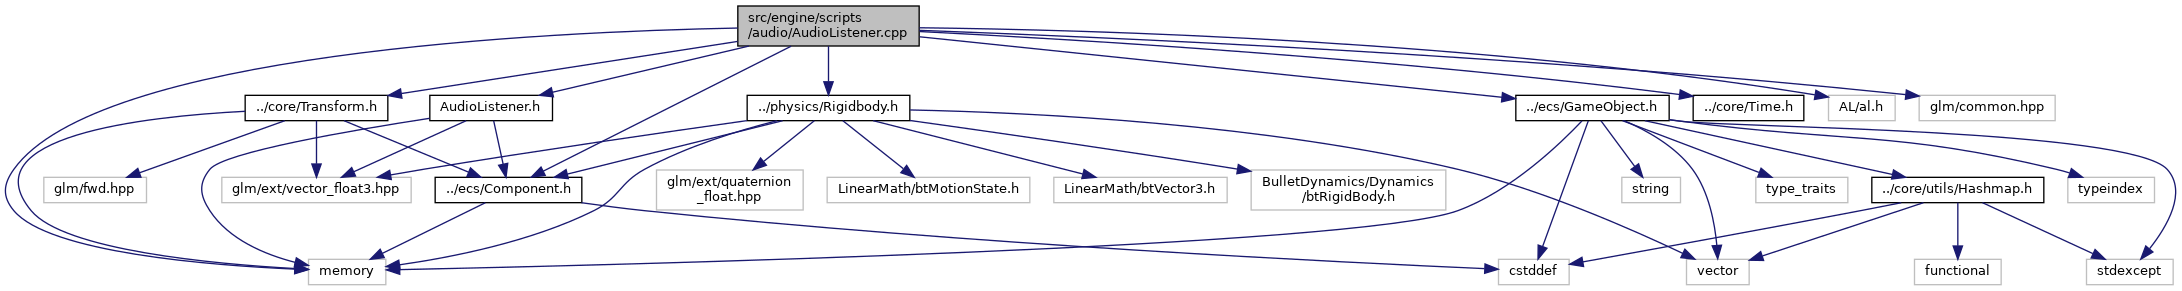 src/engine/scripts
/audio/AudioListener.cpp
../core/Transform.h
AudioListener.h
../physics/Rigidbody.h
../ecs/GameObject.h
../core/Time.h
AL/al.h
glm/common.hpp
glm/fwd.hpp
glm/ext/vector_float3.hpp
../ecs/Component.h
glm/ext/quaternion
_float.hpp
LinearMath/btMotionState.h
LinearMath/btVector3.h
BulletDynamics/Dynamics
/btRigidBody.h
string
type_traits
../core/utils/Hashmap.h
typeindex
memory
cstddef
vector
functional
stdexcept